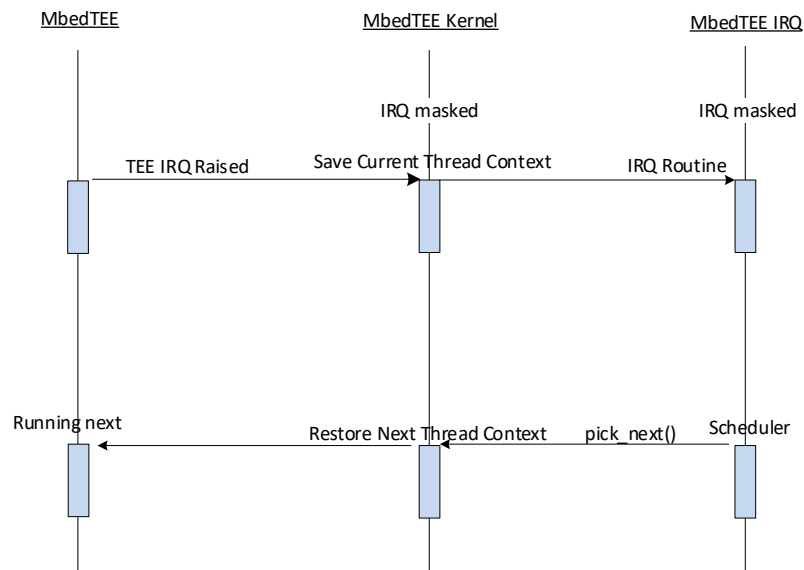 MbedTEE
MbedTEE Kernel
MbedTEE IRQ
IRQ masked
IRQ masked
TEE IRQ Raised
Save Current Thread Context
IRQ Routine
Running next
Restore Next Thread Context
pick_next()
Scheduler